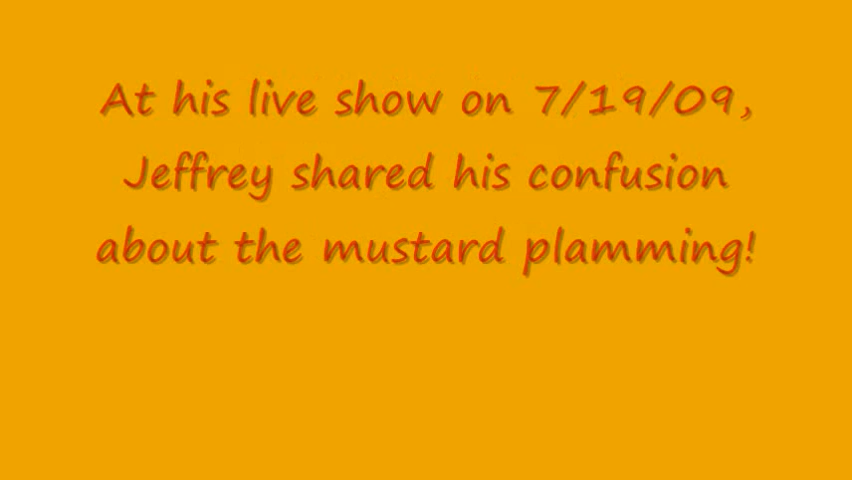 At his live show on 7/19/09,
Jeffrey shared his confusion
about the mustard plamming!